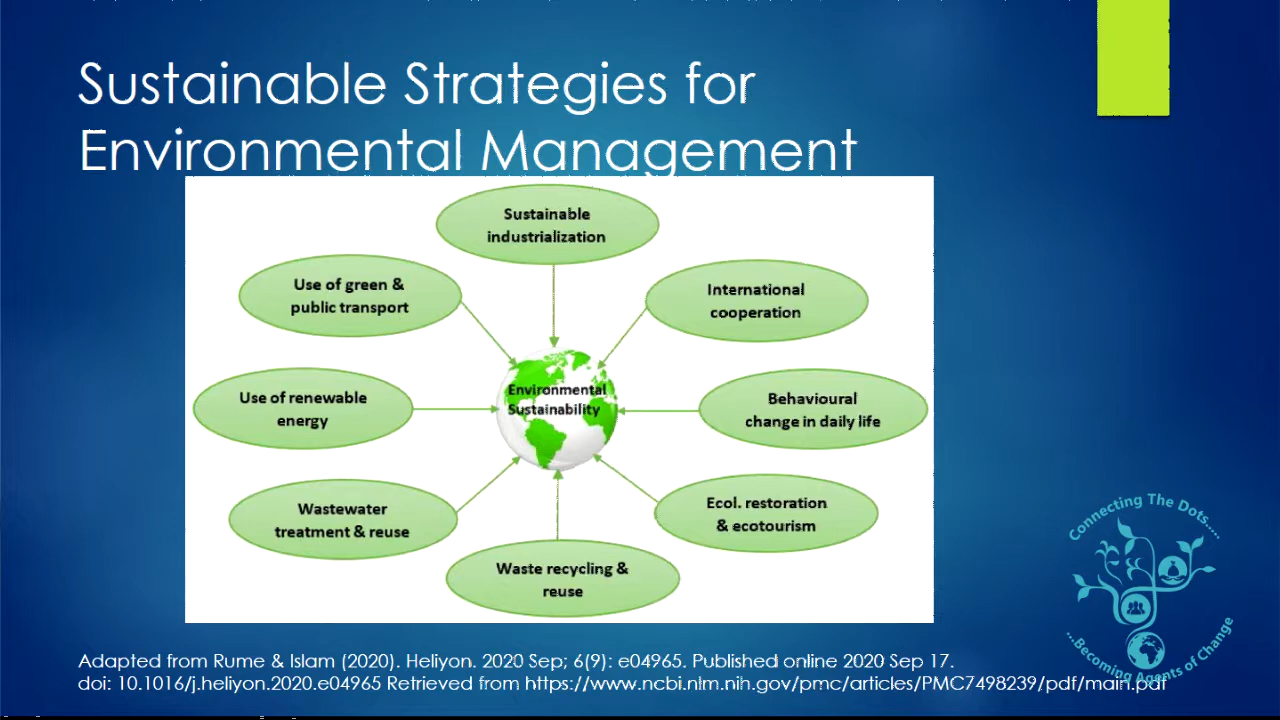 Sustainable Strategies for
Environmental Management
Sustainable
industrialization
Use of green &
public transport
International
cooperation
Environmental
Sustainability
Use of renewable
energy
Behavioural
change in daily life
Wastewater
treatment & reuse
Ecol. restoration
& ecotourism
Waste recycling &
reuse
Connecting The Dots.....
...Becoming Agents of Change
Adapted from Rume & Islam (2020). Heliyon. 2020 Sep; 6(9): e04965. Published online 2020 Sep 17.
doi: 10.1016/j.heliyon.2020.e04965 Retrieved from https://www.ncbi.nlm.nih.gov/pmc/articles/PMC7498239/pdf/main.pdf